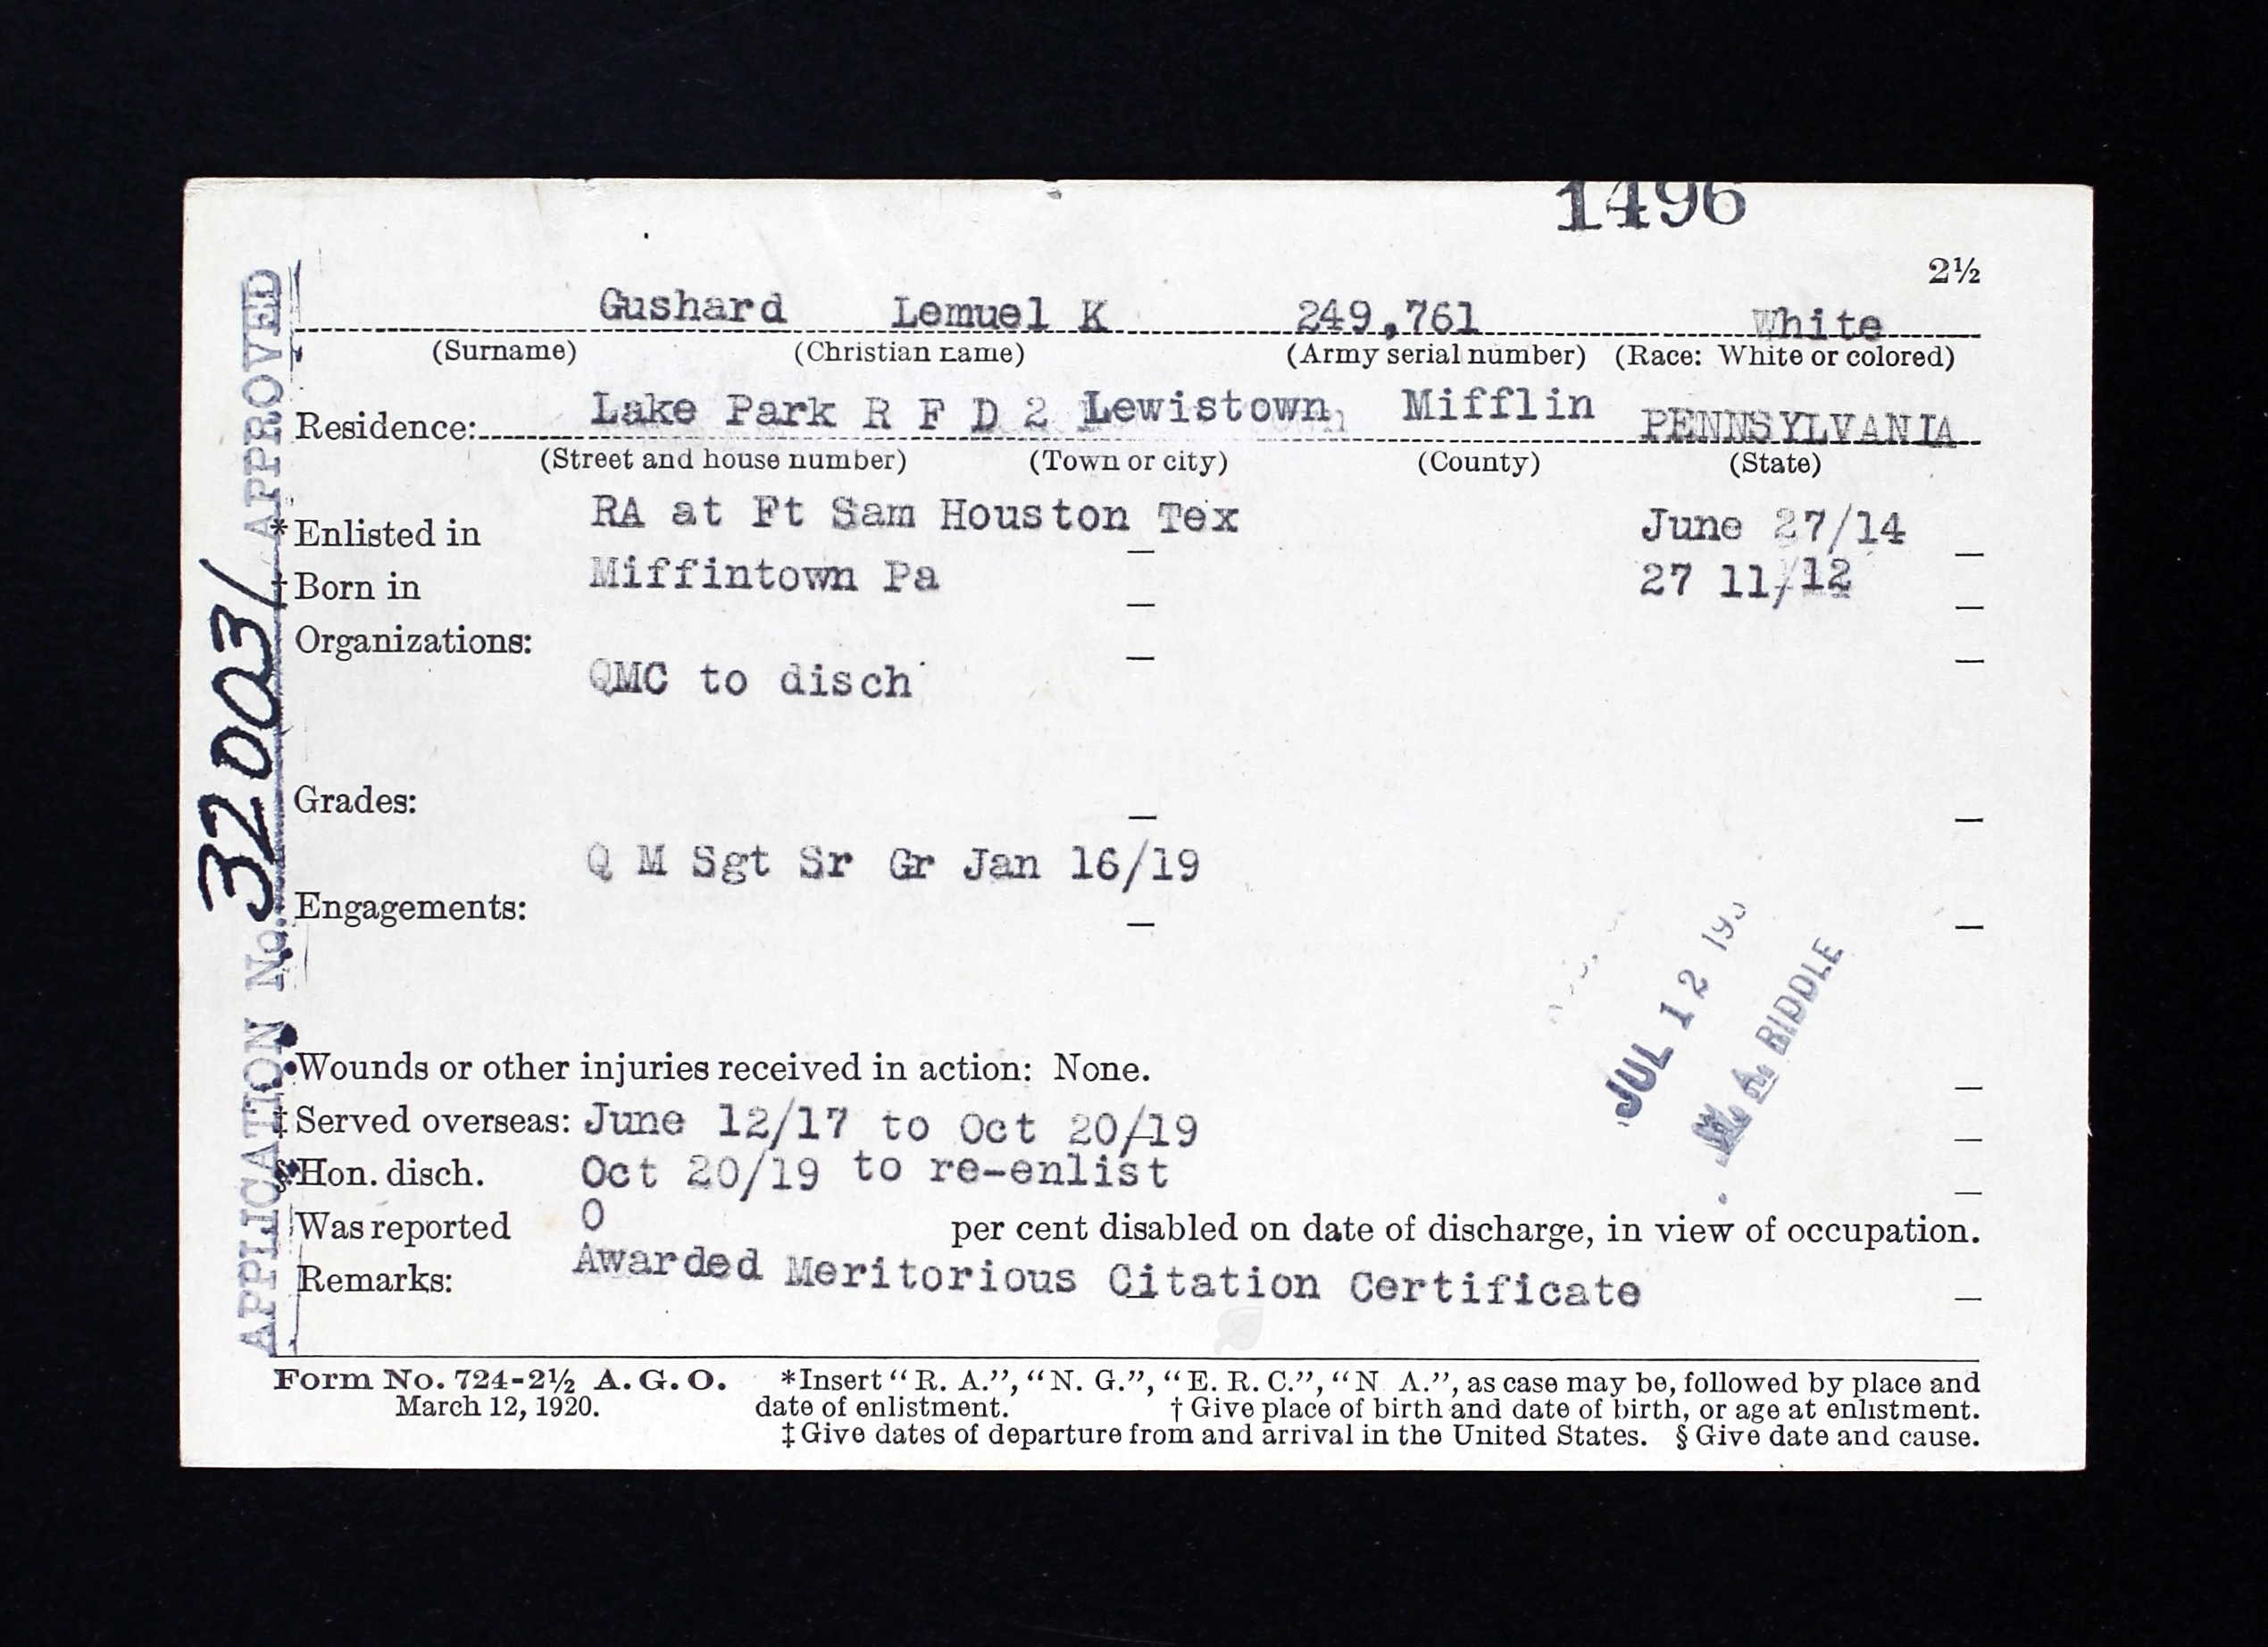 1496
2½
Gushard Lemuel K 249,761 White
(Surname) (Christian name) (Army serial number) (Race: White or colored)
Residence: Lake Park R F D 2 Lewistown, Mifflin PENNSYLVANIA
(Street and house number) (Town or city) (County) (State)
*Enlisted in RA at Ft Sam Houston Tex June 27/14
†Born in Miffintown Pa 27 11/12
Organizations:
QMC to disch
Grades:
Q M Sgt Sr Gr Jan 16/19
Engagements:
Wounds or other injuries received in action: None.
‡Served overseas: June 12/17 to Oct 20/19
§Hon. disch. Oct 20/19 to re-enlist
Was reported 0 per cent disabled on date of discharge, in view of occupation.
Remarks: Awarded Meritorious Citation Certificate
Form No. 724-2½ A.G.O. *Insert "R. A.", "N. G.", "E. R. C.", "N A.", as case may be, followed by place and
March 12, 1920. date of enlistment. † Give place of birth and date of birth, or age at enlistment.
‡ Give dates of departure from and arrival in the United States. § Give date and cause.
APPLICATION No. 32003/ APPROVED
JUL 12
W. A. BIDDLE